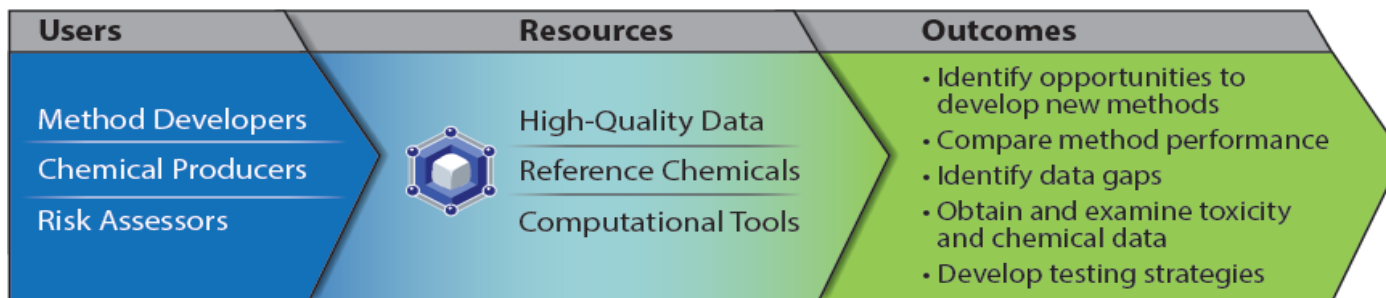 Users
Method Developers
Chemical Producers
Risk Assessors
Resources
High-Quality Data
Reference Chemicals
Computational Tools
Outcomes
• Identify opportunities to
develop new methods
• Compare method performance
• Identify data gaps
• Obtain and examine toxicity
and chemical data
• Develop testing strategies